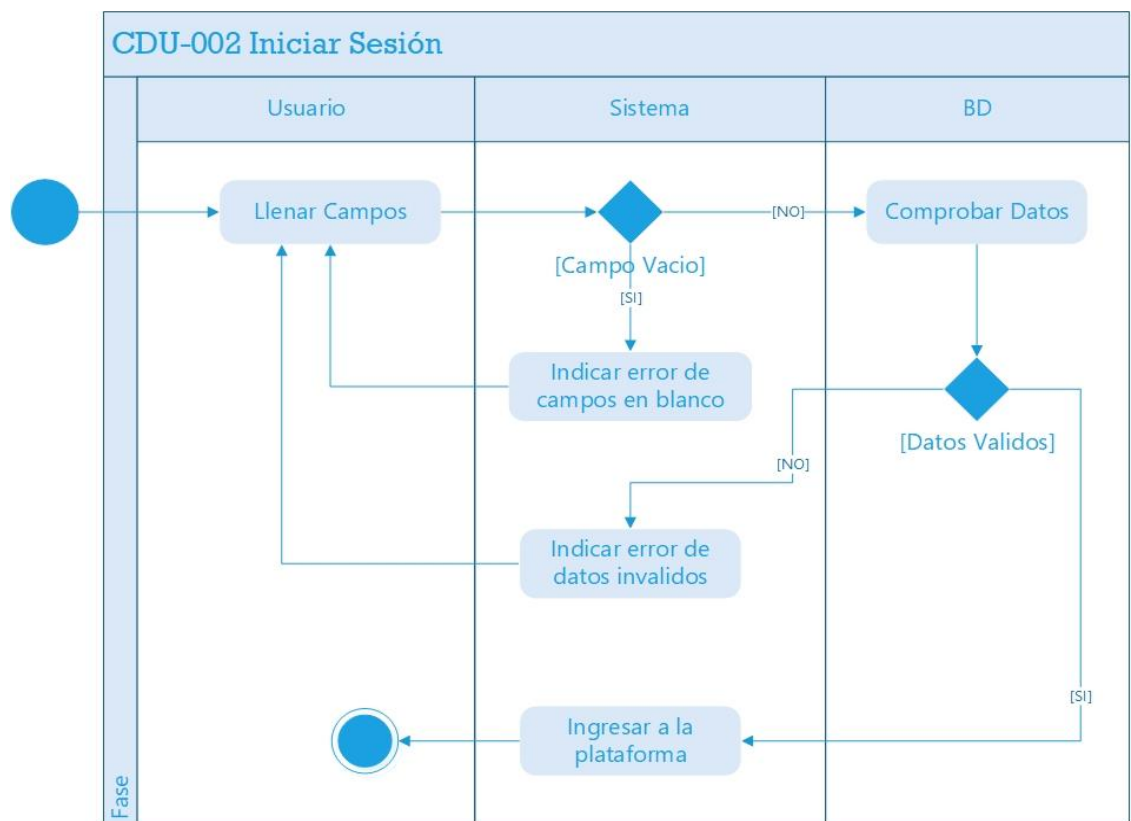 CDU-002 Iniciar Sesión
Usuario
Sistema
BD
Llenar Campos
[NO]
Comprobar Datos
[Campo Vacio]
[SI]
Indicar error de
campos en blanco
[Datos Validos]
[NO]
Indicar error de
datos invalidos
[SI]
Ingresar a la
plataforma
Fase